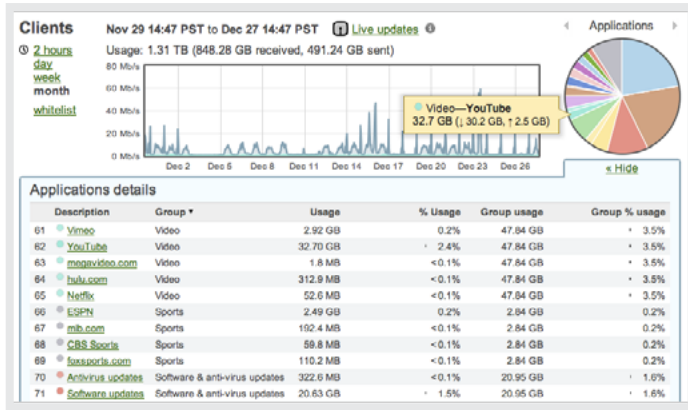 Clients Nov 29 14:47 PST to Dec 27 14:47 PST Live updates Applications
2 hours Usage: 1.31 TB (848.28 GB received, 491.24 GB sent)
day
week
month
whitelist
80 Mb/s
60 Mb/s
40 Mb/s
20 Mb/s
0 Mb/s
Dec 2 Dec 5 Dec 8 Dec 11 Dec 14 Dec 17 Dec 20 Dec 23 Dec 26
Video—YouTube
32.7 GB (↓ 30.2 GB, ↑ 2.5 GB)
« Hide
Applications details
Description Group ▼ Usage % Usage Group usage Group % usage
61 Vimeo Video 2.92 GB 0.2% 47.84 GB 3.5%
62 YouTube Video 32.70 GB 2.4% 47.84 GB 3.5%
63 megavideo.com Video 1.8 MB <0.1% 47.84 GB 3.5%
64 hulu.com Video 312.9 MB <0.1% 47.84 GB 3.5%
65 Netflix Video 52.6 MB <0.1% 47.84 GB 3.5%
66 ESPN Sports 2.49 GB 0.2% 2.84 GB 0.2%
67 mlb.com Sports 192.4 MB <0.1% 2.84 GB 0.2%
68 CBS Sports Sports 59.8 MB <0.1% 2.84 GB 0.2%
69 foxsports.com Sports 110.2 MB <0.1% 2.84 GB 0.2%
70 Antivirus updates Software & anti-virus updates 322.6 MB <0.1% 20.95 GB 1.6%
71 Software updates Software & anti-virus updates 20.63 GB 1.5% 20.95 GB 1.6%